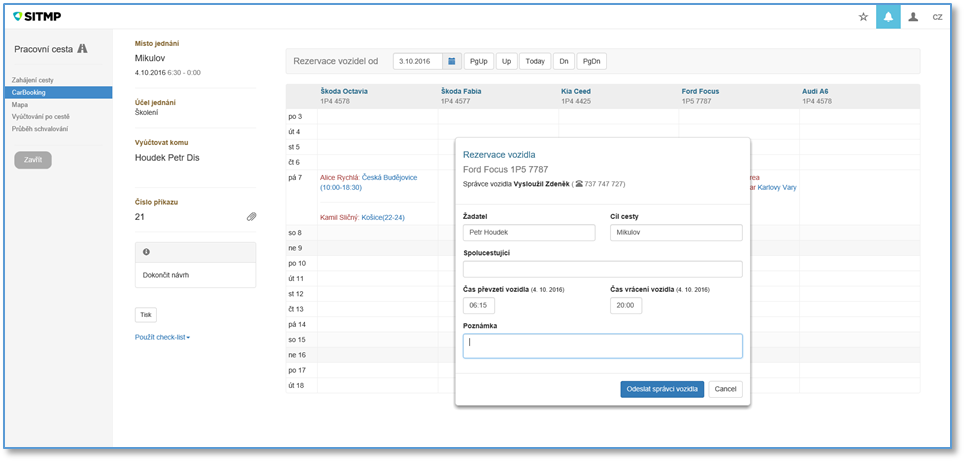 SITMP
CZ
Pracovní cesta
Zahájení cesty
CarBooking
Mapa
Vyúčtování po cestě
Průběh schvalování
Zavřít
Místo jednání
Mikulov
4.10.2016 6:30 - 0:00
Účel jednání
Školení
Vyúčtovat komu
Houdek Petr Dis
Číslo příkazu
21
Dokončit návrh
Tisk
Použít check-list
Rezervace vozidel od
3.10.2016
PgUp
Up
Today
Dn
PgDn
Škoda Octavia
1P4 4578
Škoda Fabia
1P4 4577
Kia Ceed
1P4 4425
Ford Focus
1P5 7787
Audi A6
1P4 4578
po 3
út 4
st 5
čt 6
pá 7
Alice Rychlá: Česká Budějovice
(10:00-18:30)
Kamil Sličný: Košice(22-24)
so 8
ne 9
po 10
út 11
st 12
čt 13
pá 14
so 15
ne 16
po 17
út 18
rea
ar Karlovy Vary
Rezervace vozidla
Ford Focus 1P5 7787
Správce vozidla Vysloužil Zdeněk ( 737 747 727)
Žadatel
Petr Houdek
Cíl cesty
Mikulov
Spolucestující
Čas převzetí vozidla (4. 10. 2016)
06:15
Čas vrácení vozidla (4. 10. 2016)
20:00
Poznámka
Odeslat správci vozidla
Cancel